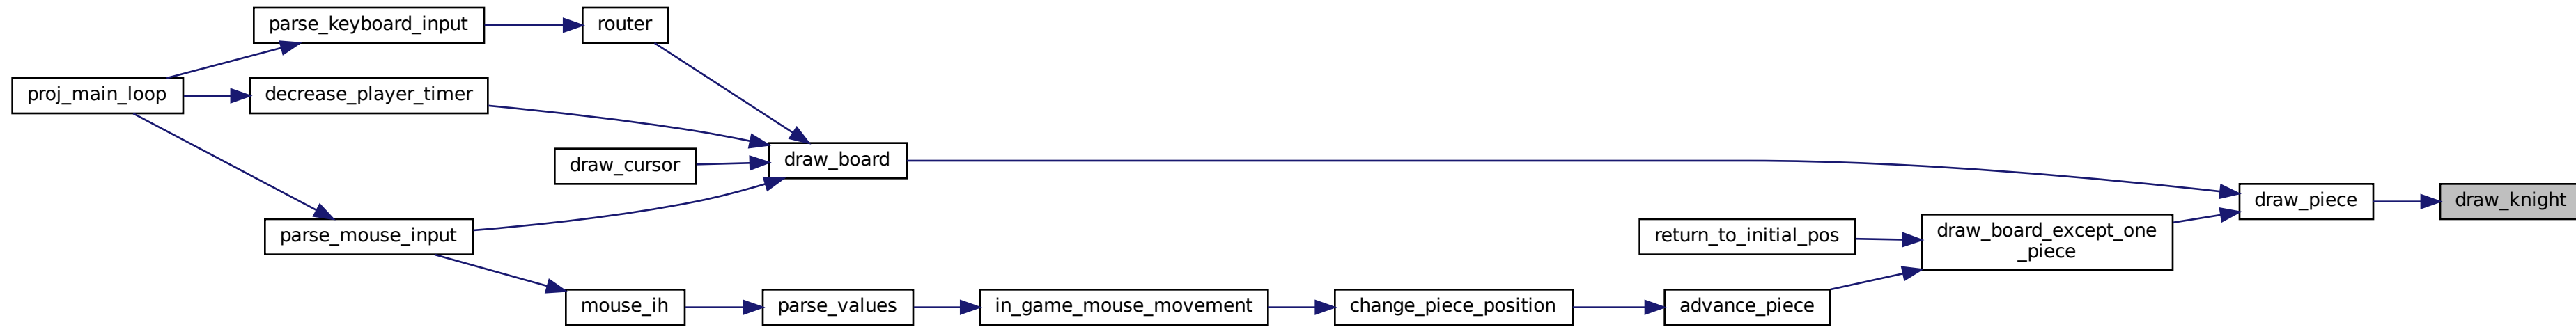 parse_keyboard_input
router
proj_main_loop
decrease_player_timer
draw_cursor
draw_board
draw_piece
draw_knight
parse_mouse_input
return_to_initial_pos
draw_board_except_one
_piece
mouse_ih
parse_values
in_game_mouse_movement
change_piece_position
advance_piece